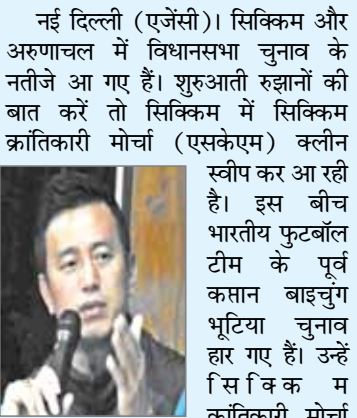 नई दिल्ली (एजेंसी)। सिक्किम और
अरुणाचल में विधानसभा चुनाव के
नतीजे आ गए हैं। शुरुआती रुझानों की
बात करें तो सिक्किम में सिक्किम
क्रांतिकारी मोर्चा (एसकेएम) क्लीन
स्वीप कर आ रही
है। इस बीच
भारतीय फुटबॉल
टीम के पूर्व
कप्तान बाइचुंग
भूटिया चुनाव
हार गए हैं। उन्हें
सिक्किम
क्रांतिकारी मोर्चा